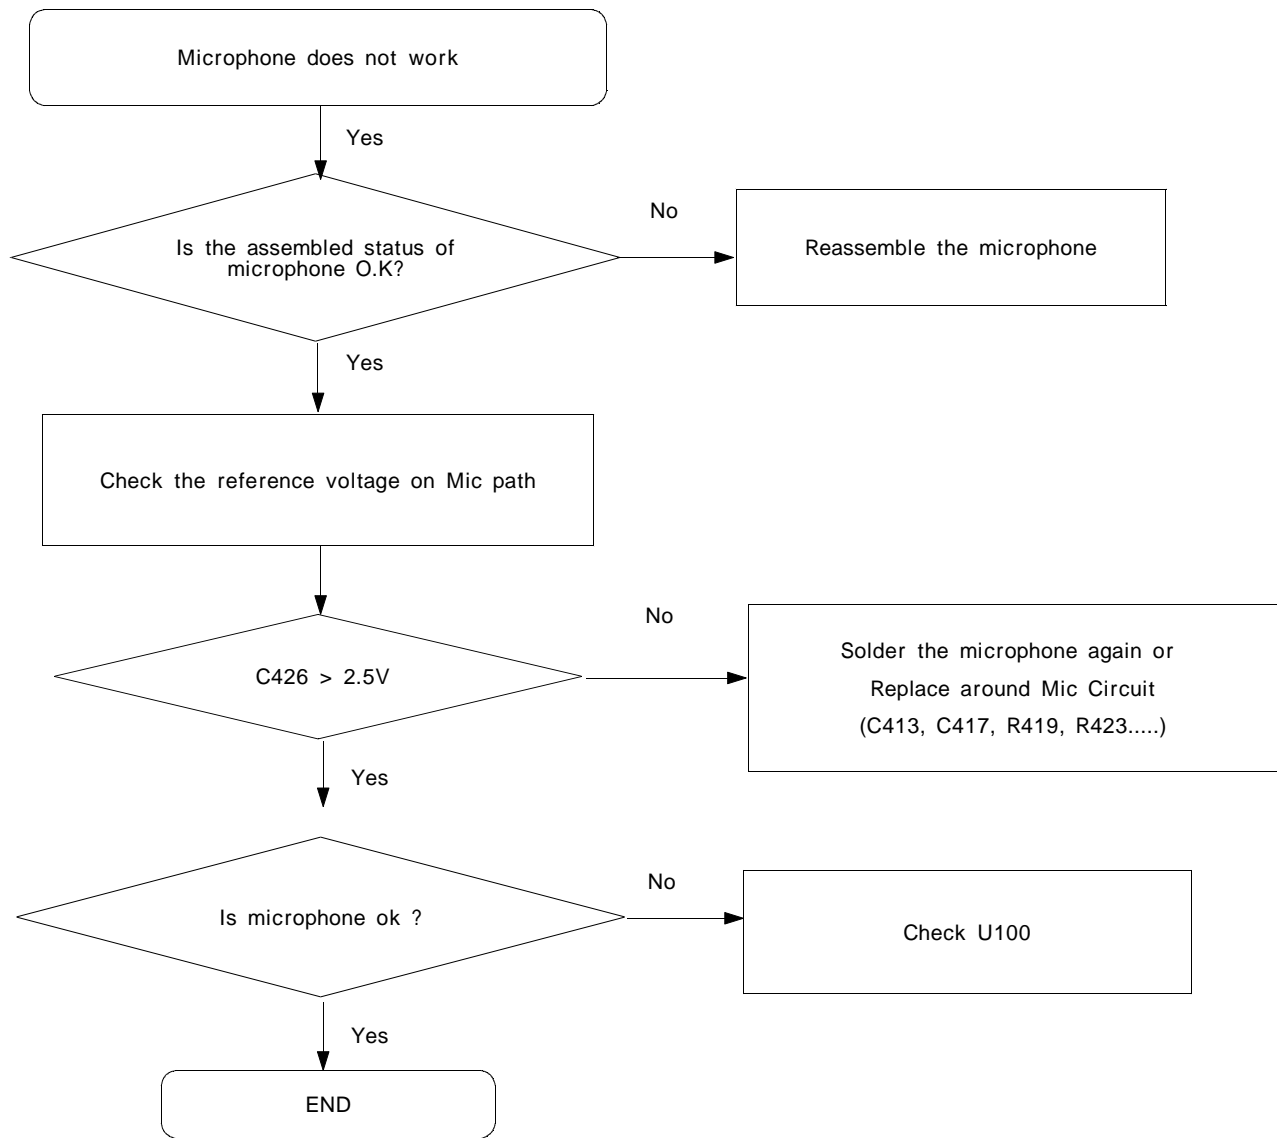 Microphone does not work
Yes
Is the assembled status of
microphone O.K?
No
Reassemble the microphone
Yes
Check the reference voltage on Mic path
C426 > 2.5V
No
Solder the microphone again or
Replace around Mic Circuit
(C413, C417, R419, R423.....)
Yes
Is microphone ok ?
No
Check U100
Yes
END